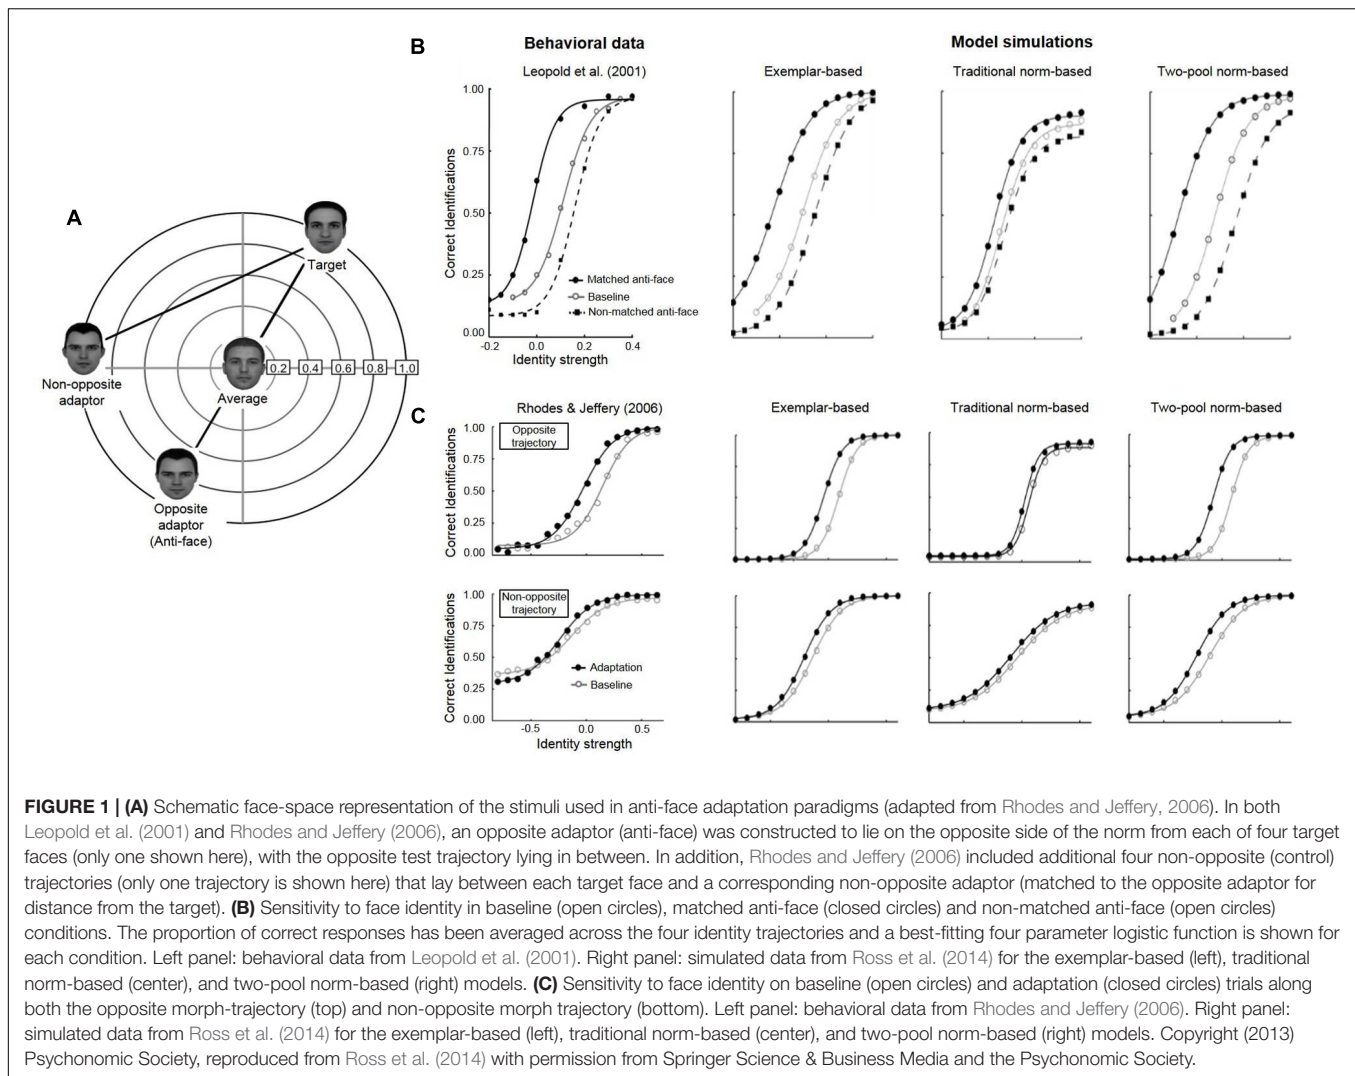 B
Behavioral data
Model simulations
Leopold et al. (2001)
Exemplar-based
Traditional norm-based
Two-pool norm-based
1.00
0.75
0.50
0.25
0.00
Correct Identifications
Matched anti-face
Baseline
Non-matched anti-face
-0.2
0.0
0.2
0.4
Identity strength
A
Target
Non-opposite
adaptor
Average
0.2
0.4
0.6
0.8
1.0
Opposite
adaptor
(Anti-face)
C
Rhodes & Jeffery (2006)
Exemplar-based
Traditional norm-based
Two-pool norm-based
Opposite
trajectory
1.00
0.75
0.50
0.25
0.00
Correct Identifications
Non-opposite
trajectory
1.00
0.75
0.50
0.25
0.00
Correct Identifications
Adaptation
Baseline
-0.5
0.0
0.5
Identity strength
FIGURE 1 | (A) Schematic face-space representation of the stimuli used in anti-face adaptation paradigms (adapted from Rhodes and Jeffery, 2006). In both
Leopold et al. (2001) and Rhodes and Jeffery (2006), an opposite adaptor (anti-face) was constructed to lie on the opposite side of the norm from each of four target
faces (only one shown here), with the opposite test trajectory lying in between. In addition, Rhodes and Jeffery (2006) included additional four non-opposite (control)
trajectories (only one trajectory is shown here) that lay between each target face and a corresponding non-opposite adaptor (matched to the opposite adaptor for
distance from the target). (B) Sensitivity to face identity in baseline (open circles), matched anti-face (closed circles) and non-matched anti-face (open circles)
conditions. The proportion of correct responses has been averaged across the four identity trajectories and a best-fitting four parameter logistic function is shown for
each condition. Left panel: behavioral data from Leopold et al. (2001). Right panel: simulated data from Ross et al. (2014) for the exemplar-based (left), traditional
norm-based (center), and two-pool norm-based (right) models. (C) Sensitivity to face identity on baseline (open circles) and adaptation (closed circles) trials along
both the opposite morph-trajectory (top) and non-opposite morph trajectory (bottom). Left panel: behavioral data from Rhodes and Jeffery (2006). Right panel:
simulated data from Ross et al. (2014) for the exemplar-based (left), traditional norm-based (center), and two-pool norm-based (right) models. Copyright (2013)
Psychonomic Society, reproduced from Ross et al. (2014) with permission from Springer Science & Business Media and the Psychonomic Society.